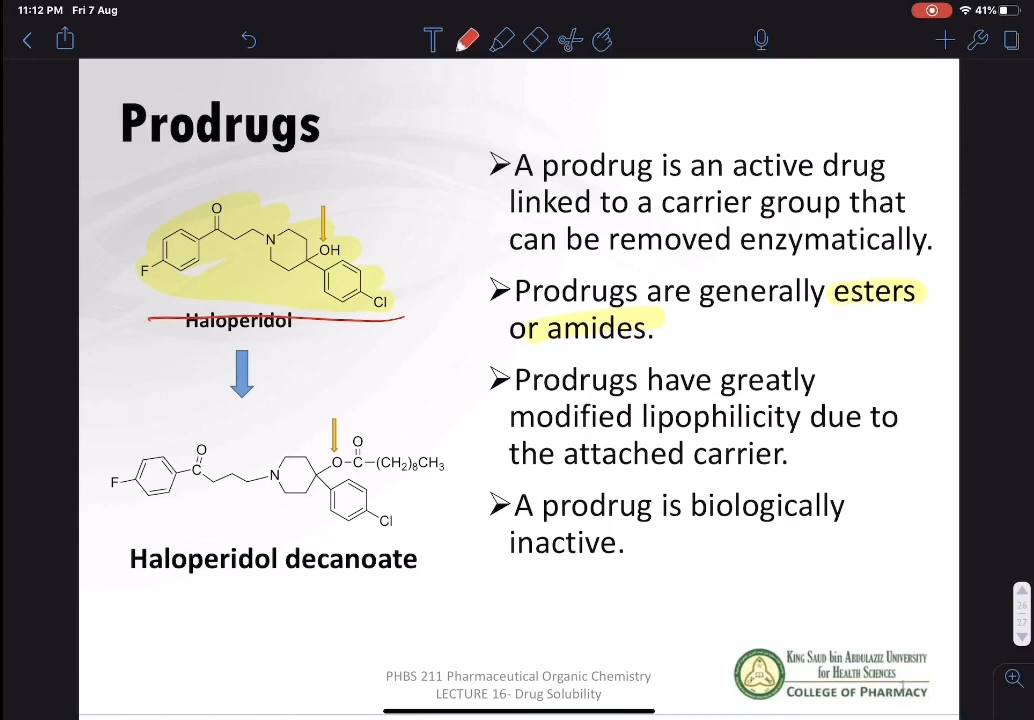 11:12 PM Fri 7 Aug
41%
Prodrugs
O
N
OH
F
Cl
Haloperidol
O
C
N
F
O
O
C-(CH2)8CH3
Cl
Haloperidol decanoate
➢A prodrug is an active drug
linked to a carrier group that
can be removed enzymatically.
➢Prodrugs are generally esters
or amides.
➢Prodrugs have greatly
modified lipophilicity due to
the attached carrier.
➢A prodrug is biologically
inactive.
26
27
PHBS 211 Pharmaceutical Organic Chemistry
LECTURE 16- Drug Solubility
KING SAUD bin ABDULAZIZ UNIVERSITY
for HEALTH SCIENCES
COLLEGE OF PHARMACY